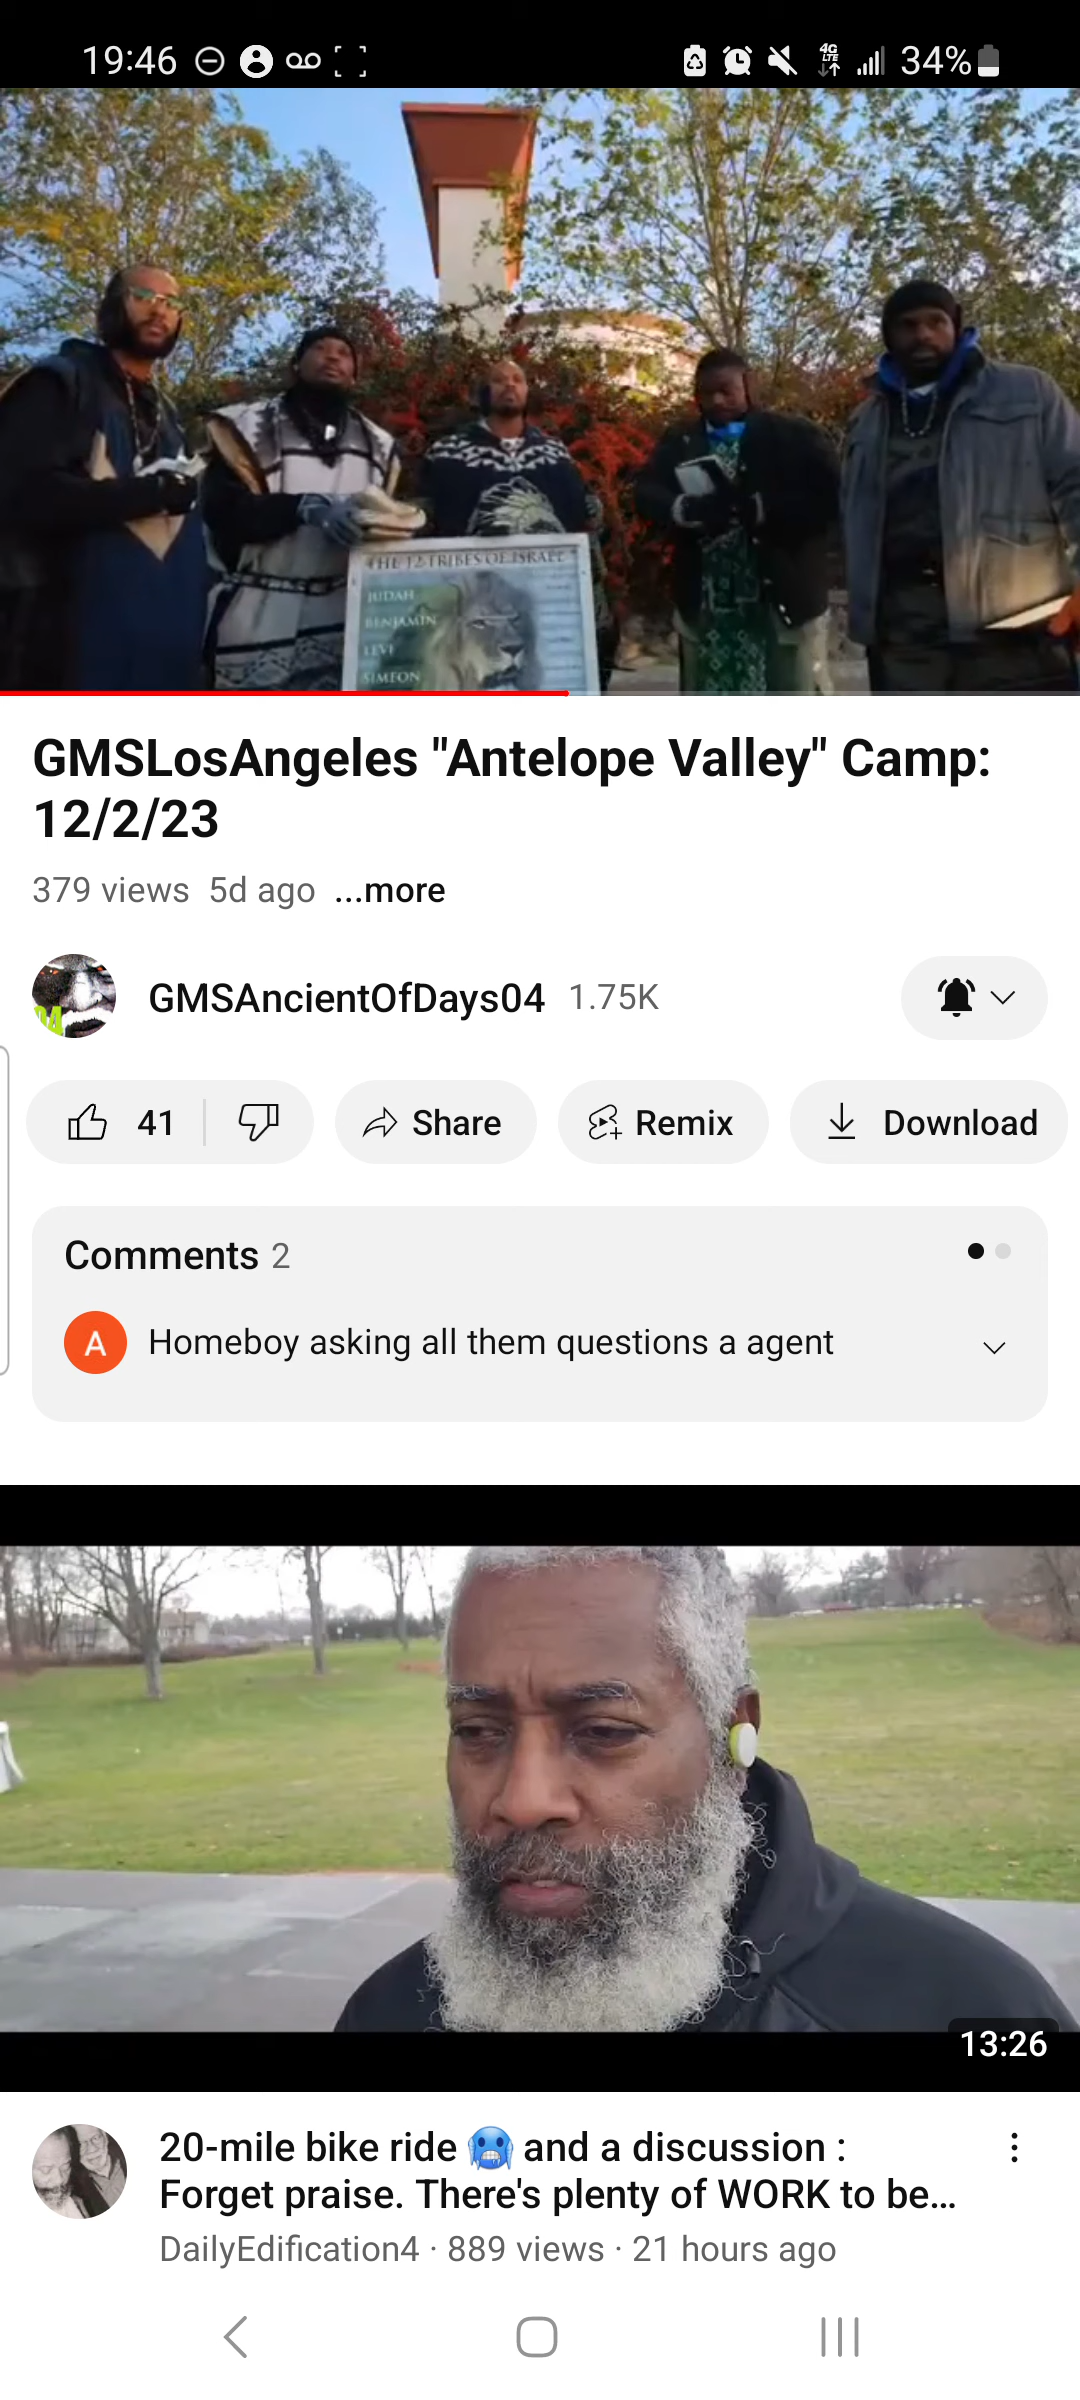 19:46
4G
LTE
34%
THE 12 TRIBES OF ISRAEL
JUDAH
BENJAMIN
LEVI
SIMEON
GMSLosAngeles "Antelope Valley" Camp:
12/2/23
379 views 5d ago ...more
04
GMSAncientOfDays04 1.75K
41
Share
Remix
Download
Comments 2
A Homeboy asking all them questions a agent
13:26
20-mile bike ride 🥶 and a discussion :
Forget praise. There's plenty of WORK to be...
DailyEdification4 · 889 views · 21 hours ago